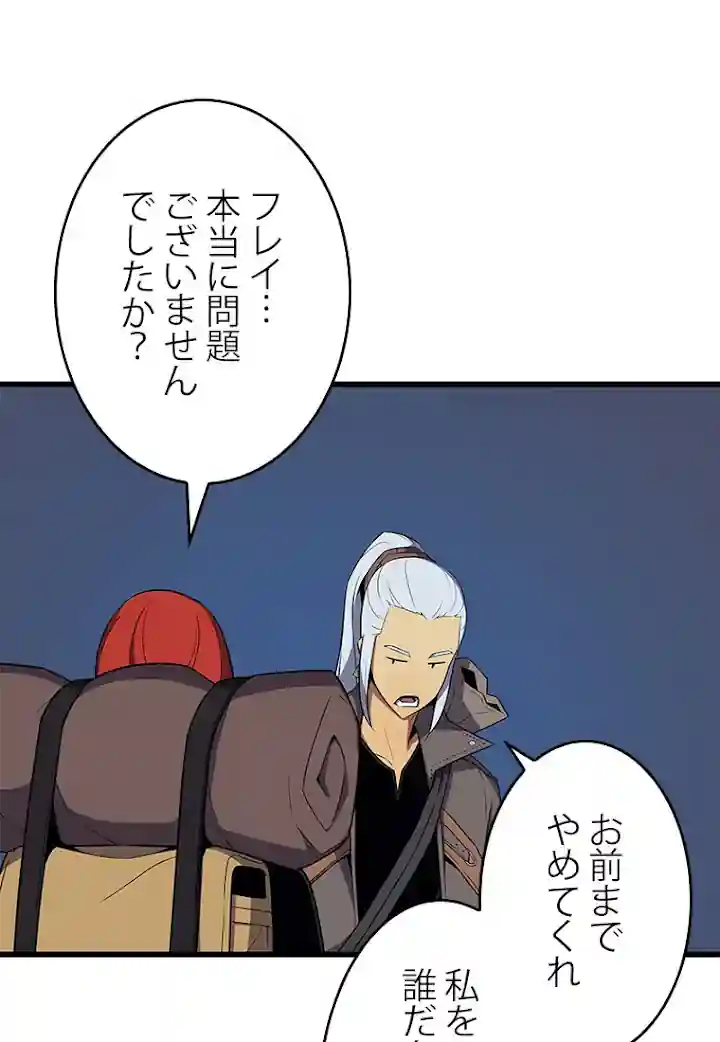 フレイ…
本当に問題
ございません
でしたか？
お前まで
やめてくれ
私を
誰だ